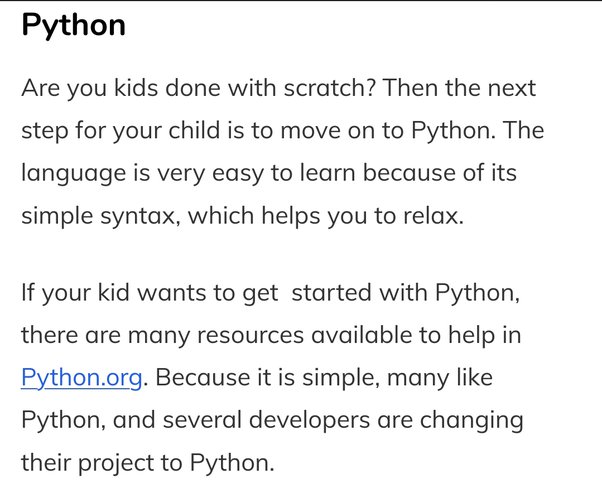 Python
Are you kids done with scratch? Then the next
step for your child is to move on to Python. The
language is very easy to learn because of its
simple syntax, which helps you to relax.
If your kid wants to get  started with Python,
there are many resources available to help in
Python.org. Because it is simple, many like
Python, and several developers are changing
their project to Python.